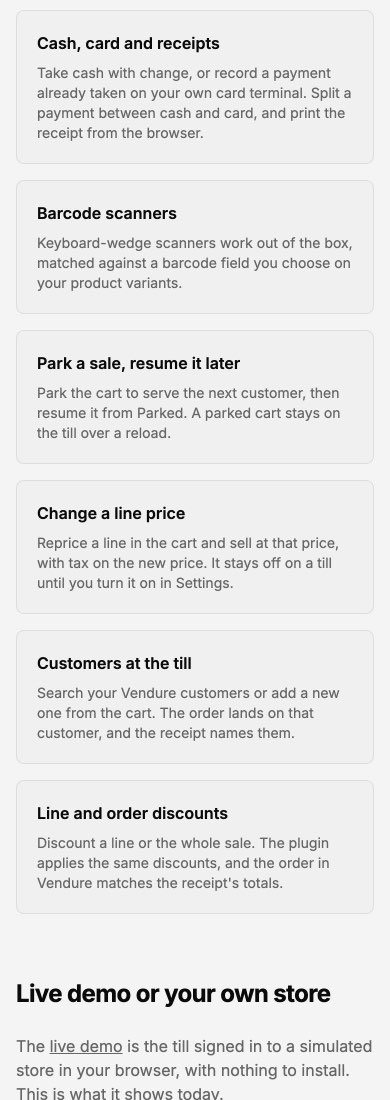 Cash, card and receipts
Take cash with change, or record a payment
already taken on your own card terminal. Split a
payment between cash and card, and print the
receipt from the browser.
Barcode scanners
Keyboard-wedge scanners work out of the box,
matched against a barcode field you choose on
your product variants.
Park a sale, resume it later
Park the cart to serve the next customer, then
resume it from Parked. A parked cart stays on
the till over a reload.
Change a line price
Reprice a line in the cart and sell at that price,
with tax on the new price. It stays off on a till
until you turn it on in Settings.
Customers at the till
Search your Vendure customers or add a new
one from the cart. The order lands on that
customer, and the receipt names them.
Line and order discounts
Discount a line or the whole sale. The plugin
applies the same discounts, and the order in
Vendure matches the receipt's totals.
Live demo or your own store
The live demo is the till signed in to a simulated
store in your browser, with nothing to install.
This is what it shows today.